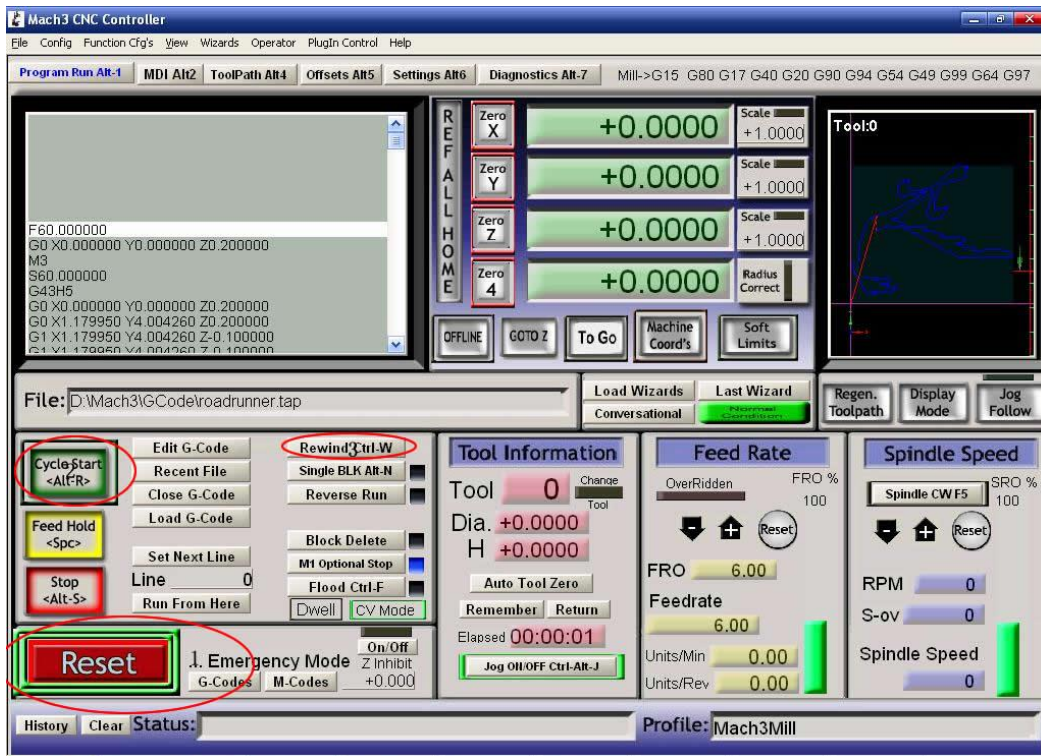 Mach3 CNC Controller
File Config Function Cfg's View Wizards Operator PlugIn Control Help
Program Run Alt-1 MDI Alt2 ToolPath Alt4 Offsets Alt5 Settings Alt6 Diagnostics Alt-7 Mill->G15 G80 G17 G40 G20 G90 G94 G54 G49 G99 G64 G97
F60.000000
G0 X0.000000 Y0.000000 Z0.200000
M3
S60.000000
G43H5
G0 X0.000000 Y0.000000 Z0.200000
G0 X1.179950 Y4.004260 Z0.200000
G1 X1.179950 Y4.004260 Z-0.100000
G1 X1.179950 Y4.004260 Z-0.100000
REF ALL HOME
Zero X +0.0000 Scale +1.0000
Zero Y +0.0000 Scale +1.0000
Zero Z +0.0000 Scale +1.0000
Zero 4 +0.0000 Radius Correct
OFFLINE GOTO Z To Go Machine Coord's Soft Limits
Tool:0
File: D:\Mach3\GCode\roadrunner.tap
Load Wizards Last Wizard
Conversational Normal Condition
Regen. Toolpath Display Mode Jog Follow
Cycle Start <Alt-R>
Feed Hold <Spc>
Stop <Alt-S>
Edit G-Code
Recent File
Close G-Code
Load G-Code
Set Next Line
Line 0
Run From Here
Rewind 3 Ctrl-W
Single BLK Alt-N
Reverse Run
Block Delete
M1 Optional Stop
Flood Ctrl-F
Dwell CV Mode
Reset
1. Emergency Mode
G-Codes M-Codes
On/Off
Z Inhibit
+0.000
Tool Information
Tool 0 Change Tool
Dia. +0.0000
H +0.0000
Auto Tool Zero
Remember Return
Elapsed 00:00:01
Jog ON/OFF Ctrl-Alt-J
Feed Rate
OverRidden FRO % 100
Reset
FRO 6.00
Feedrate
6.00
Units/Min 0.00
Units/Rev 0.00
Spindle Speed
Spindle CW F5 SRO % 100
Reset
RPM 0
S-ov 0
Spindle Speed
0
History Clear Status: Profile: Mach3Mill